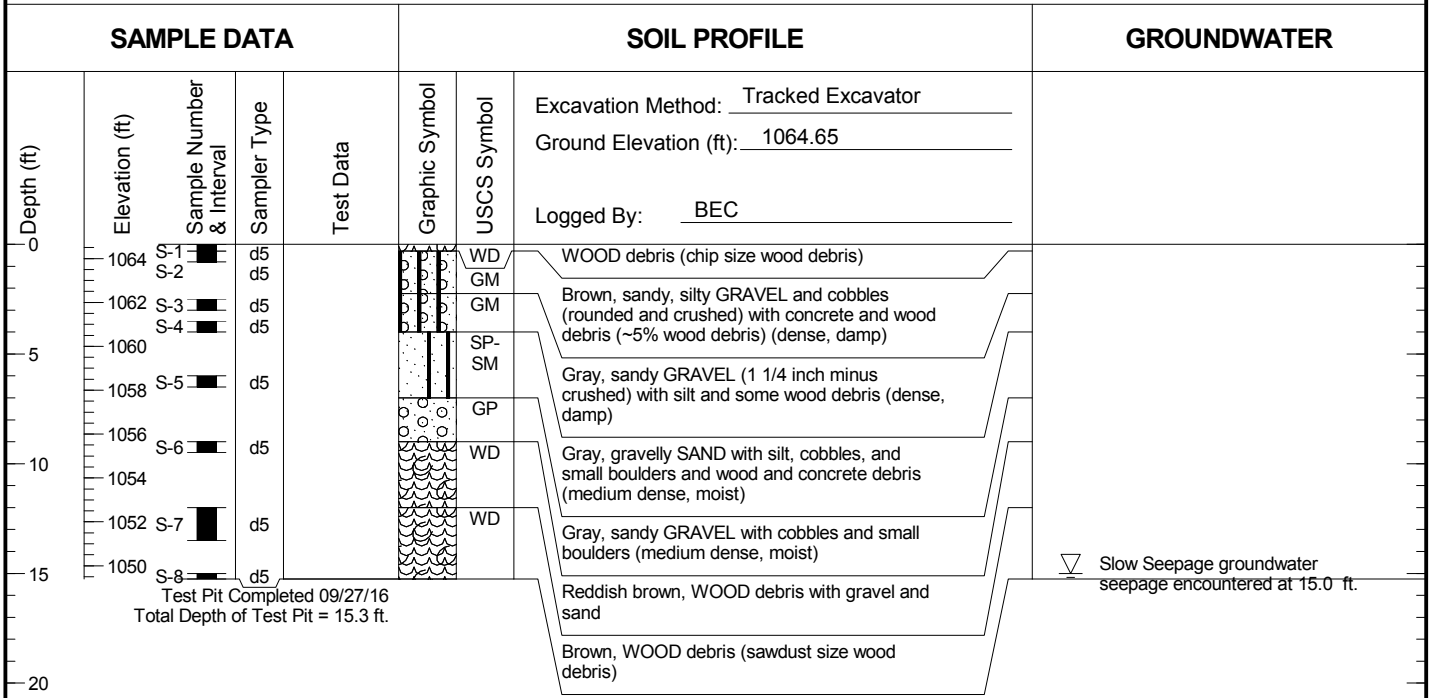 SAMPLE DATA
SOIL PROFILE
GROUNDWATER
Depth (ft)
Elevation (ft)
Sample Number
& Interval
Sampler Type
Test Data
Graphic Symbol
USCS Symbol
Excavation Method: Tracked Excavator
Ground Elevation (ft): 1064.65
Logged By: BEC
0
5
10
15
20
1064
1062
1060
1058
1056
1054
1052
1050
S-1
S-2
S-3
S-4
S-5
S-6
S-7
S-8
d5
d5
d5
d5
d5
d5
d5
d5
Test Pit Completed 09/27/16
Total Depth of Test Pit = 15.3 ft.
WD
GM
GM
SP-
SM
GP
WD
WD
WOOD debris (chip size wood debris)
Brown, sandy, silty GRAVEL and cobbles
(rounded and crushed) with concrete and wood
debris (~5% wood debris) (dense, damp)
Gray, sandy GRAVEL (1 1/4 inch minus
crushed) with silt and some wood debris (dense,
damp)
Gray, gravelly SAND with silt, cobbles, and
small boulders and wood and concrete debris
(medium dense, moist)
Gray, sandy GRAVEL with cobbles and small
boulders (medium dense, moist)
Reddish brown, WOOD debris with gravel and
sand
Brown, WOOD debris (sawdust size wood
debris)
Slow Seepage groundwater
seepage encountered at 15.0 ft.